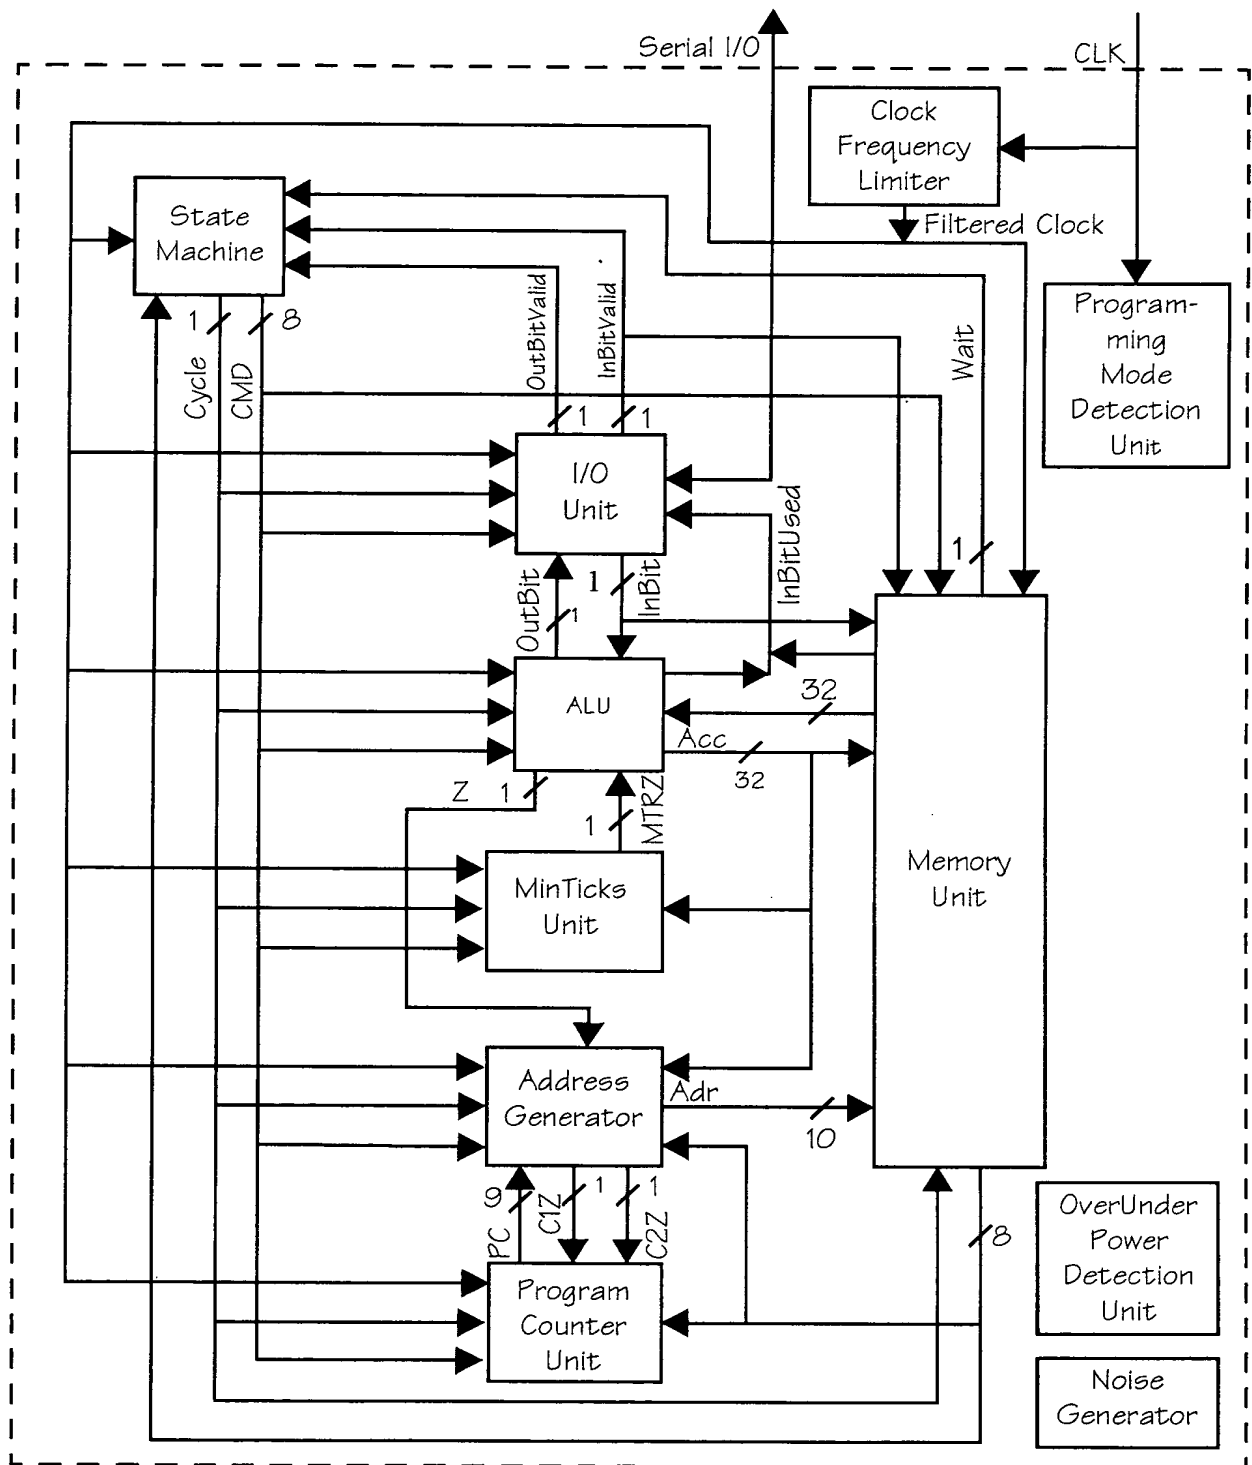 Serial I/O
CLK
Clock
Frequency
Limiter
Filtered Clock
State
Machine
Program-
ming
Mode
Detection
Unit
1
8
Cycle
CMD
OutBitValid
InBitValid
Wait
1
1
1
I/O
Unit
InBitUsed
OutBit
1
1
InBit
ALU
32
Acc
32
Z
1
1
MTRZ
MinTicks
Unit
Memory
Unit
Address
Generator
Adr
10
9
PC
C1Z
1
1
C2Z
8
Program
Counter
Unit
OverUnder
Power
Detection
Unit
Noise
Generator